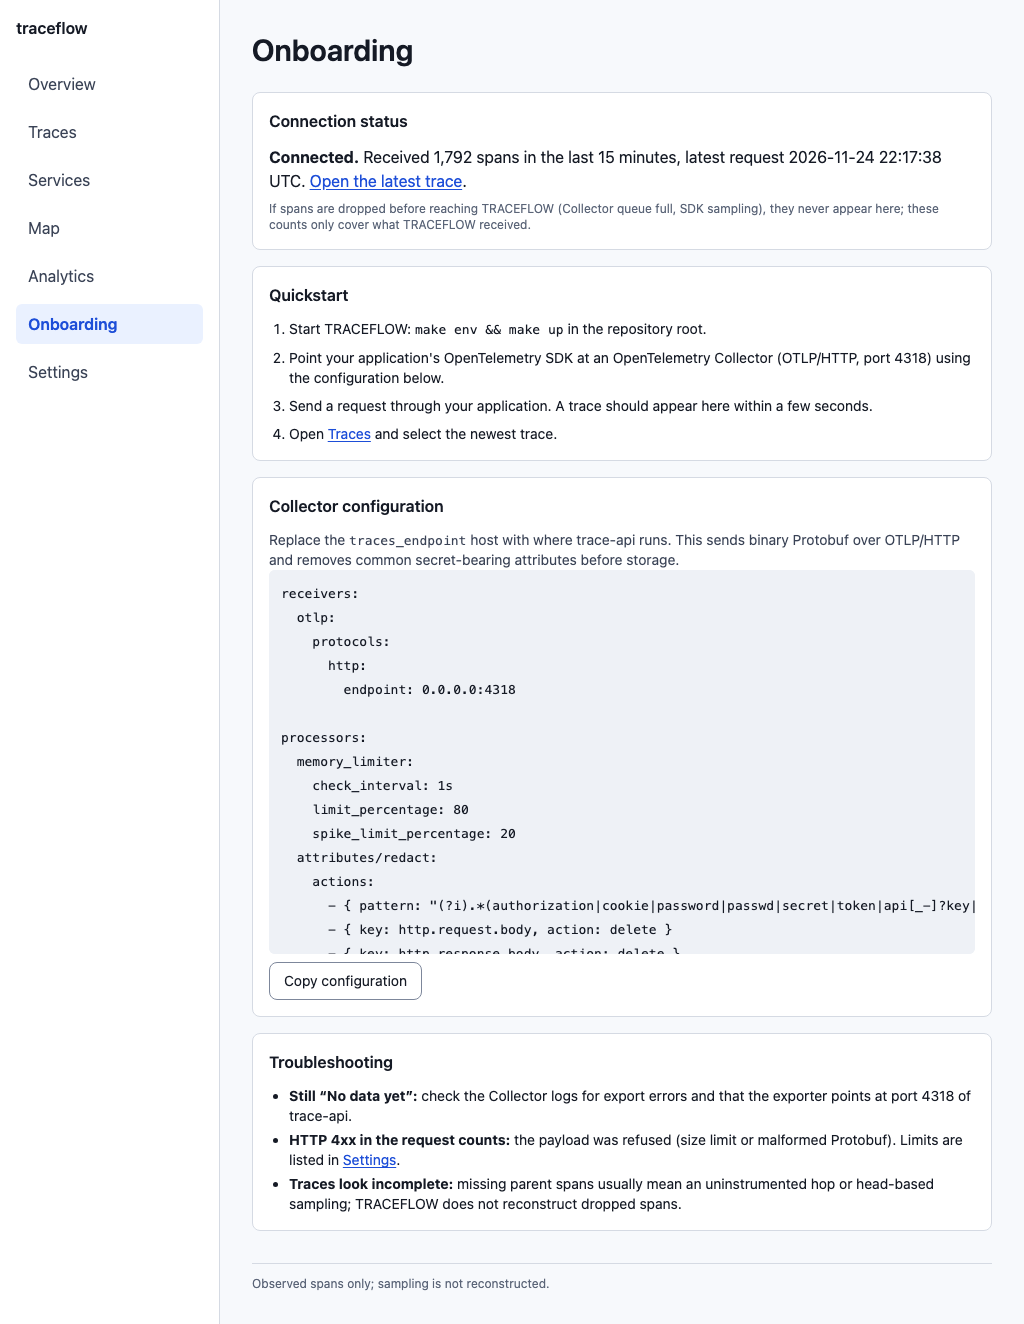 traceflow
Overview
Traces
Services
Map
Analytics
Onboarding
Settings
Onboarding
Connection status
Connected. Received 1,792 spans in the last 15 minutes, latest request 2026-11-24 22:17:38
UTC. Open the latest trace.
If spans are dropped before reaching TRACEFLOW (Collector queue full, SDK sampling), they never appear here; these
counts only cover what TRACEFLOW received.
Quickstart
1. Start TRACEFLOW: make env && make up in the repository root.
2. Point your application's OpenTelemetry SDK at an OpenTelemetry Collector (OTLP/HTTP, port 4318) using
the configuration below.
3. Send a request through your application. A trace should appear here within a few seconds.
4. Open Traces and select the newest trace.
Collector configuration
Replace the traces_endpoint host with where trace-api runs. This sends binary Protobuf over OTLP/HTTP
and removes common secret-bearing attributes before storage.
receivers:
  otlp:
    protocols:
      http:
        endpoint: 0.0.0.0:4318
processors:
  memory_limiter:
    check_interval: 1s
    limit_percentage: 80
    spike_limit_percentage: 20
  attributes/redact:
    actions:
      - { pattern: "(?i).*(authorization|cookie|password|passwd|secret|token|api[_-]?key|
      - { key: http.request.body, action: delete }
      - { key: http.response.body, action: delete }
Copy configuration
Troubleshooting
• Still “No data yet”: check the Collector logs for export errors and that the exporter points at port 4318 of
trace-api.
• HTTP 4xx in the request counts: the payload was refused (size limit or malformed Protobuf). Limits are
listed in Settings.
• Traces look incomplete: missing parent spans usually mean an uninstrumented hop or head-based
sampling; TRACEFLOW does not reconstruct dropped spans.
Observed spans only; sampling is not reconstructed.